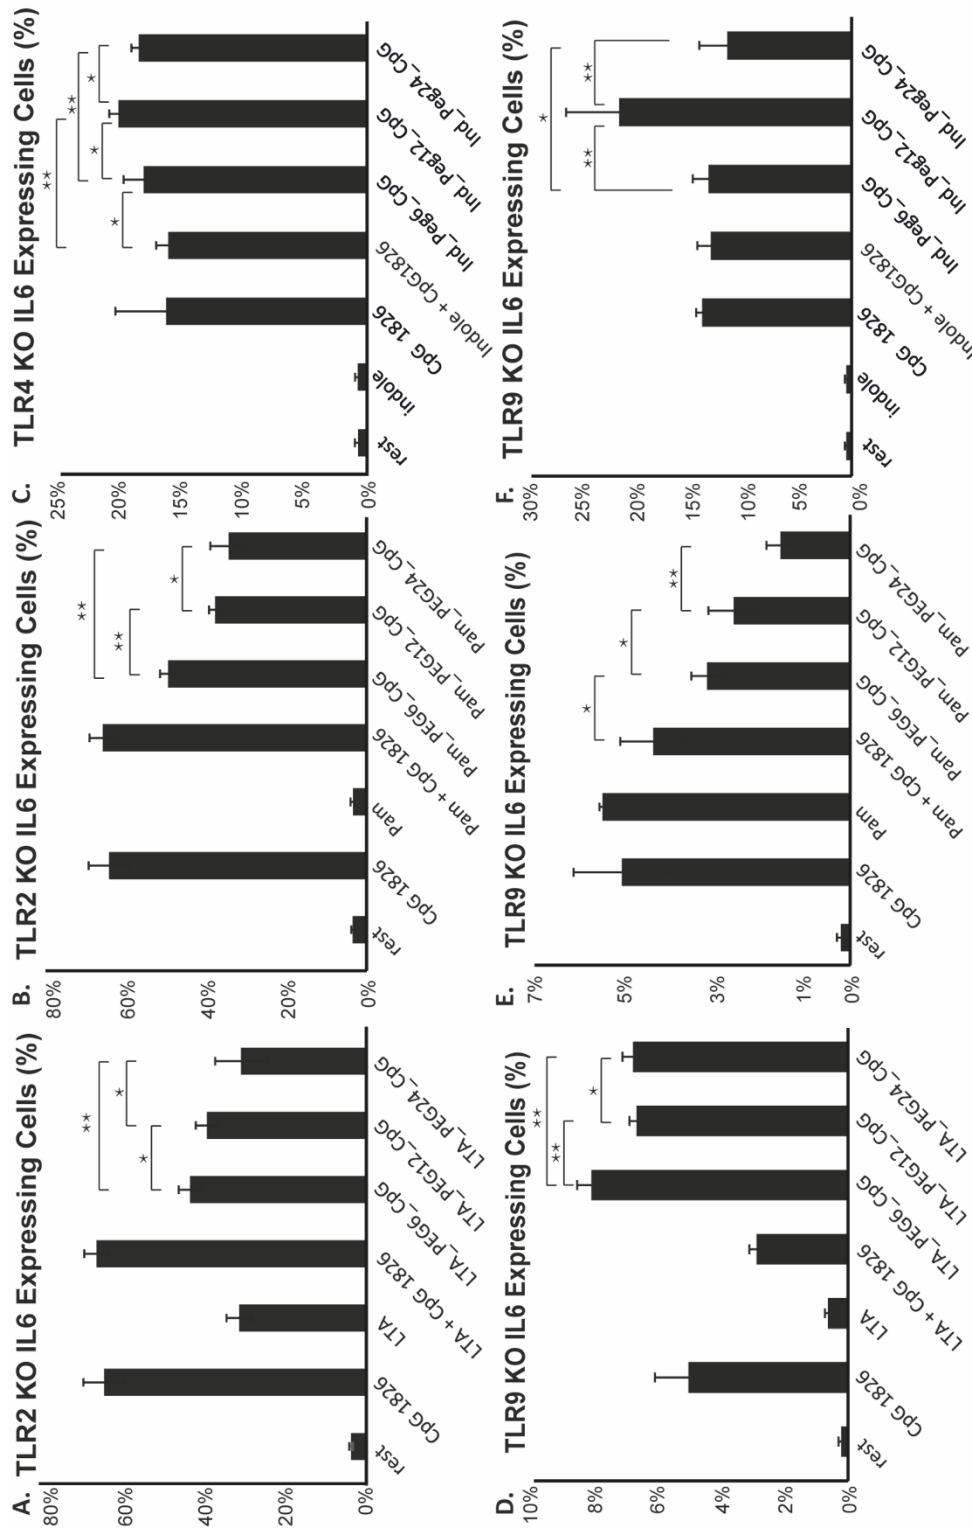 A. TLR2 KO IL6 Expressing Cells (%)
80%
60%
40%
20%
0%
**
*
*
rest
CpG 1826
LTA
LTA + CpG 1826
LTA_PEG6_CpG
LTA_PEG12_CpG
LTA_PEG24_CpG
B. TLR2 KO IL6 Expressing Cells (%)
80%
60%
40%
20%
0%
**
**
*
rest
CpG 1826
Pam
Pam + CpG 1826
Pam_PEG6_CpG
Pam_PEG12_CpG
Pam_PEG24_CpG
C. TLR4 KO IL6 Expressing Cells (%)
25%
20%
15%
10%
5%
0%
**
**
*
*
*
rest
indole
CpG 1826
Indole + CpG1826
Ind_Peg6_CpG
Ind_Peg12_CpG
Ind_Peg24_CpG
D. TLR9 KO IL6 Expressing Cells (%)
10%
8%
6%
4%
2%
0%
**
**
*
rest
CpG 1826
LTA
LTA + CpG 1826
LTA_PEG6_CpG
LTA_PEG12_CpG
LTA_PEG24_CpG
E. TLR9 KO IL6 Expressing Cells (%)
7%
5%
3%
1%
0%
*
*
**
rest
CpG 1826
Pam
Pam + CpG 1826
Pam_PEG6_CpG
Pam_PEG12_CpG
Pam_PEG24_CpG
F. TLR9 KO IL6 Expressing Cells (%)
30%
25%
20%
15%
10%
5%
0%
*
**
**
rest
indole
CpG 1826
Indole + CpG1826
Ind_Peg6_CpG
Ind_Peg12_CpG
Ind_Peg24_CpG